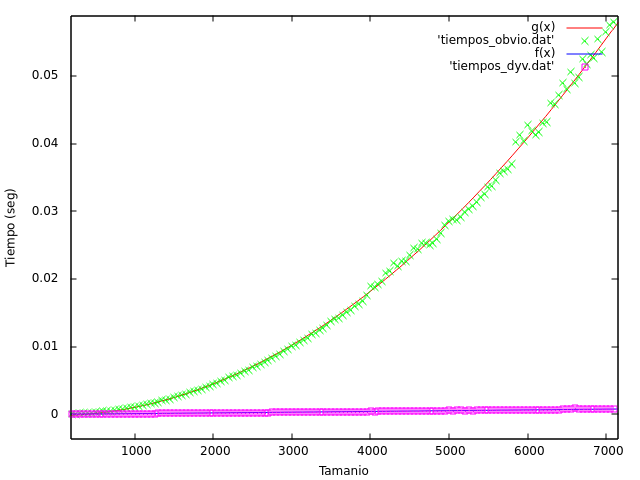 g(x)
'tiempos_obvio.dat'
f(x)
'tiempos_dyv.dat'
0.05
0.04
0.03
0.02
0.01
0
Tiempo (seg)
1000 2000 3000 4000 5000 6000 7000
Tamanio